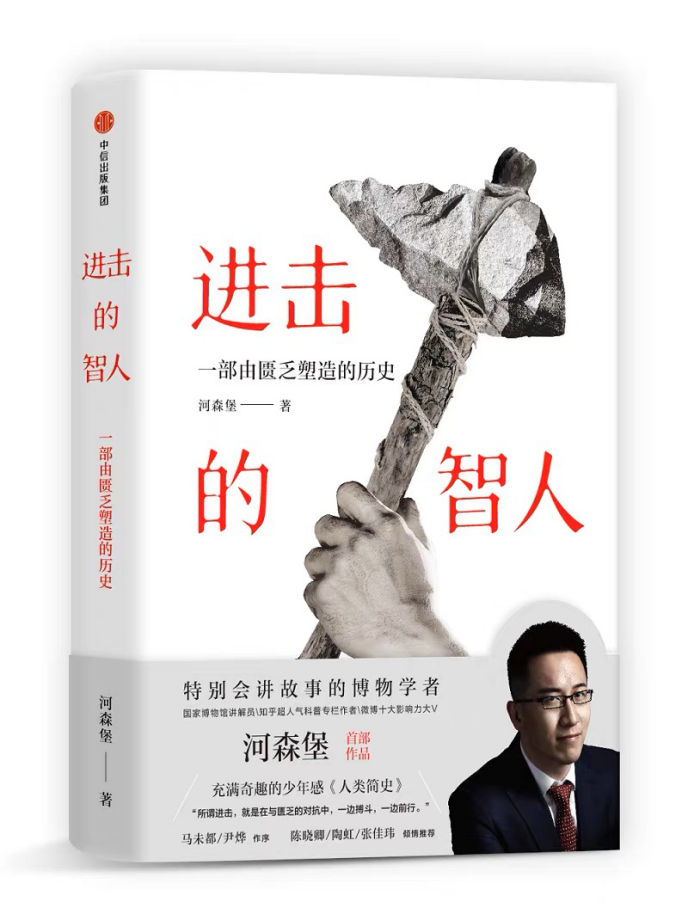 中信出版集团
进击
的
智人
一部由匮乏塑造的历史
河森堡——著
进击
一部由匮乏塑造的历史
河森堡——著
的 智人
特别会讲故事的博物学者
国家博物馆讲解员\知乎超人气科普专栏作者\微博十大影响力大V
河森堡 首部
作品
充满奇趣的少年感《人类简史》
“所谓进击，就是在与匮乏的对抗中，一边搏斗，一边前行。”
马未都/尹烨 作序 陈晓卿/陶虹/张佳玮 倾情推荐